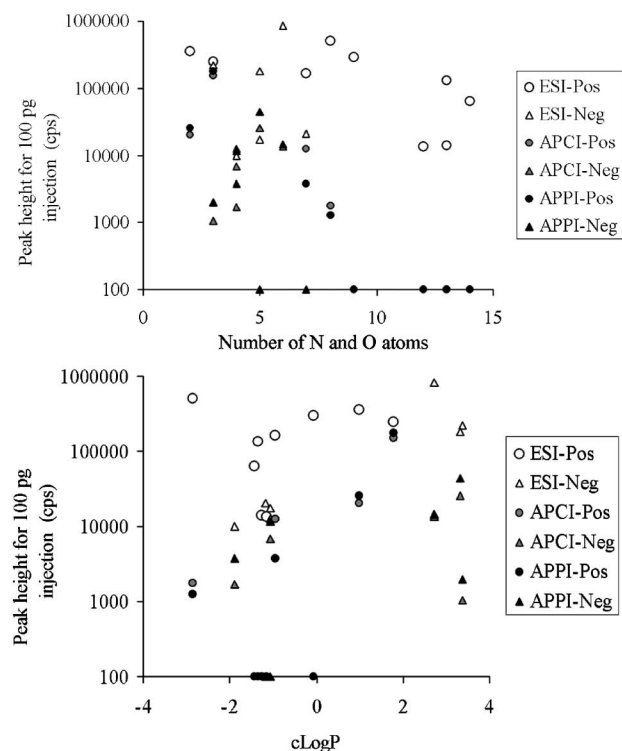 Peak height for 100 pg
injection (cps)
1000000
100000
10000
1000
100
0
5
10
15
Number of N and O atoms
ESI-Pos
ESI-Neg
APCI-Pos
APCI-Neg
APPI-Pos
APPI-Neg
Peak height for 100 pg
injection (cps)
1000000
100000
10000
1000
100
-4
-2
0
2
4
cLogP
ESI-Pos
ESI-Neg
APCI-Pos
APCI-Neg
APPI-Pos
APPI-Neg